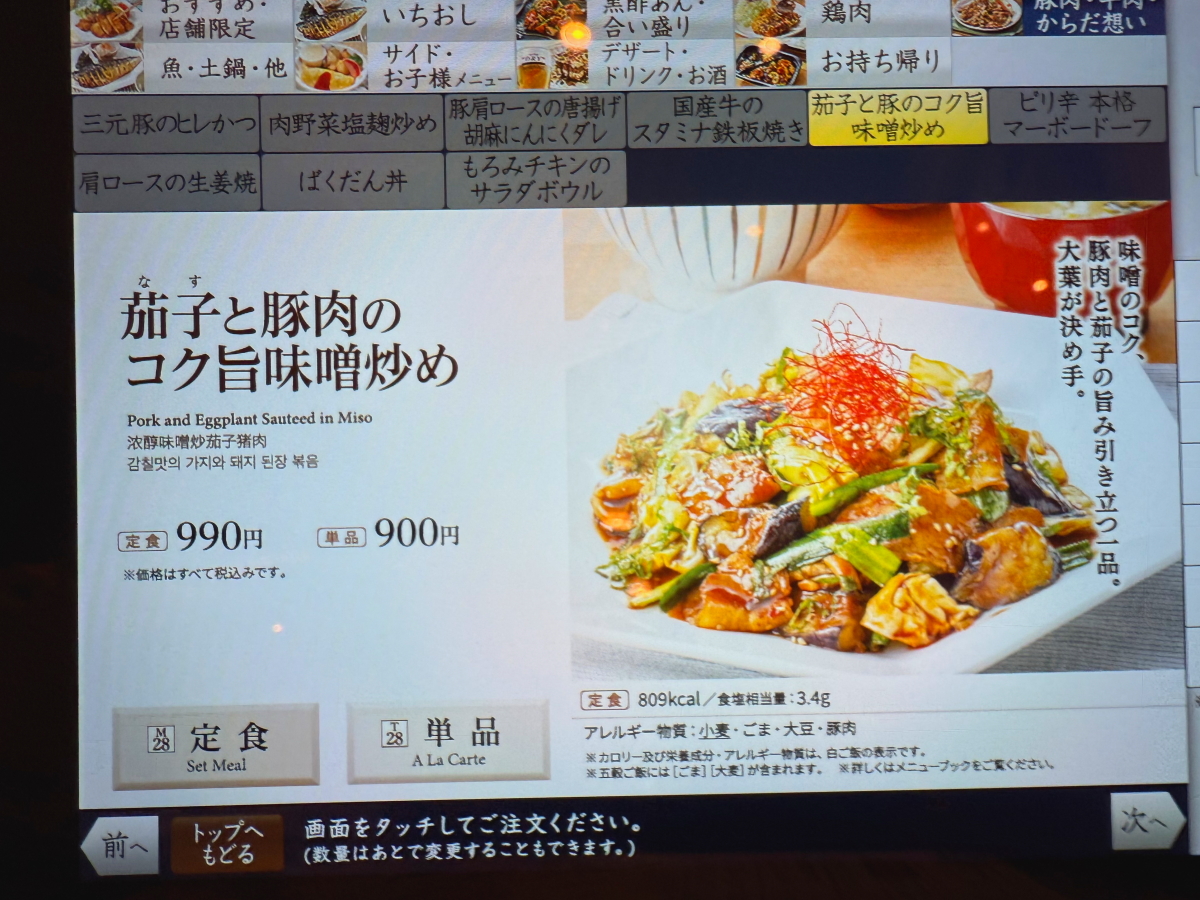 おすすめ・
店舗限定
いちおし
黒酢あん・
合い盛り
鶏肉
豚肉・牛肉・
からだ想い
魚・土鍋・他
サイド・
お子様メニュー
デザート・
ドリンク・お酒
お持ち帰り
三元豚のヒレかつ
肉野菜塩麹炒め
豚肩ロースの唐揚げ
胡麻にんにくダレ
国産牛の
スタミナ鉄板焼き
茄子と豚のコク旨
味噌炒め
ピリ辛 本格
マーボードーフ
肩ロースの生姜焼
ばくだん丼
もろみチキンの
サラダボウル
なす
茄子と豚肉の
コク旨味噌炒め
Pork and Eggplant Sauteed in Miso
浓醇味噌炒茄子猪肉
감칠맛의 가지와 돼지 된장 볶음
定食 990円 単品 900円
※価格はすべて税込みです。
味噌のコク、
豚肉と茄子の旨み引き立つ一品。
大葉が決め手。
M28 定食
Set Meal
T28 単品
A La Carte
定食 809kcal／食塩相当量：3.4g
アレルギー物質：小麦・ごま・大豆・豚肉
※カロリー及び栄養成分・アレルギー物質は、白ご飯の表示です。
※五穀ご飯には［ごま］［大麦］が含まれます。 ※詳しくはメニューブックをご覧ください。
前へ
トップへ
もどる
画面をタッチしてご注文ください。
(数量はあとで変更することもできます。)
次へ